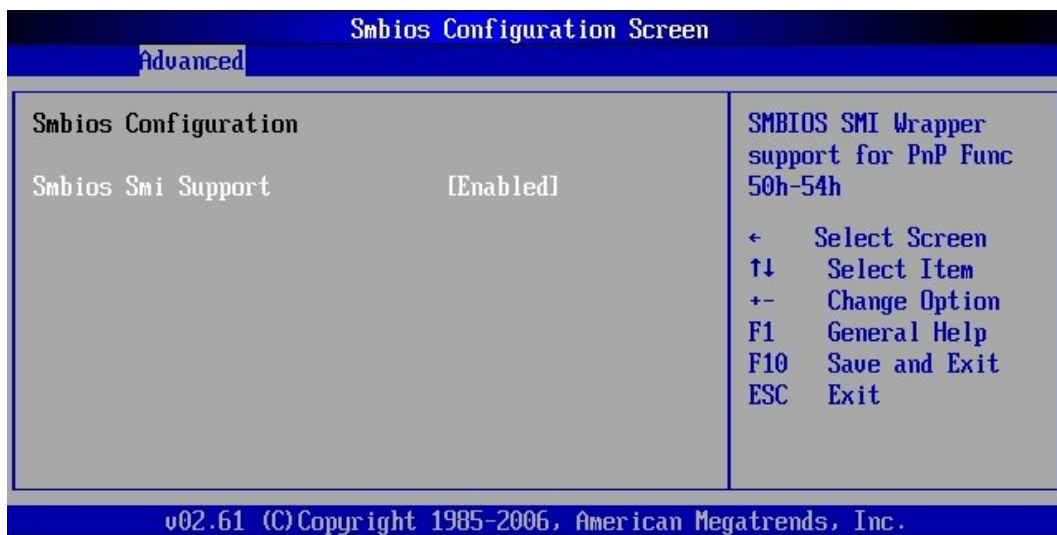 Smbios Configuration Screen
Advanced
Smbios Configuration
Smbios Smi Support [Enabled]
SMBIOS SMI Wrapper
support for PnP Func
50h-54h
← Select Screen
↑↓ Select Item
+- Change Option
F1 General Help
F10 Save and Exit
ESC Exit
v02.61 (C)Copyright 1985-2006, American Megatrends, Inc.